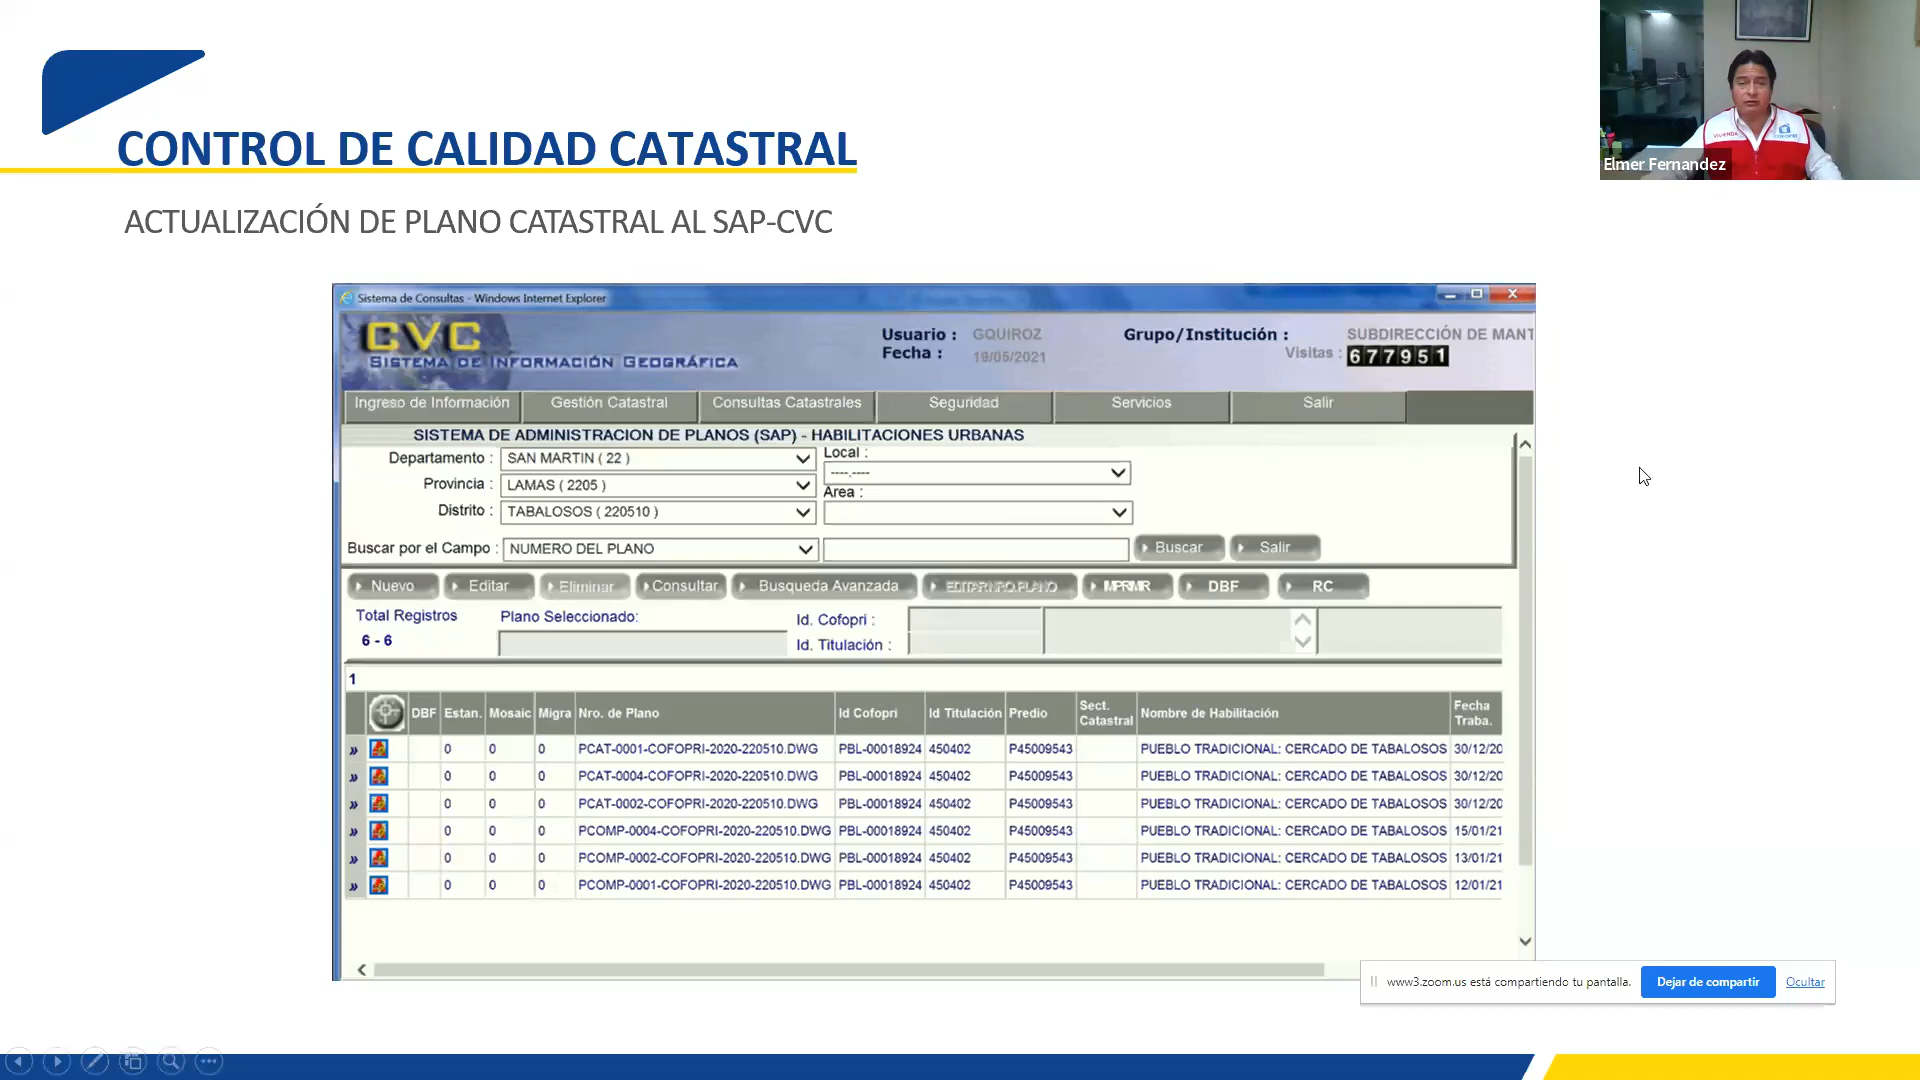 CONTROL DE CALIDAD CATASTRAL
ACTUALIZACIÓN DE PLANO CATASTRAL AL SAP-CVC
Elmer Fernandez
Sistema de Consultas - Windows Internet Explorer
CVC
SISTEMA DE INFORMACIÓN GEOGRÁFICA
Usuario : GQUIROZ
Fecha : 19/05/2021
Grupo/Institución : SUBDIRECCIÓN DE MANT
Visitas : 677951
Ingreso de Información Gestión Catastral Consultas Catastrales Seguridad Servicios Salir
SISTEMA DE ADMINISTRACION DE PLANOS (SAP) - HABILITACIONES URBANAS
Departamento : SAN MARTIN ( 22 ) Local : ----.----
Provincia : LAMAS ( 2205 ) Area :
Distrito : TABALOSOS ( 220510 )
Buscar por el Campo : NUMERO DEL PLANO Buscar Salir
Nuevo Editar Eliminar Consultar Busqueda Avanzada EDITAR NRO.PLANO IMPRIMIR DBF RC
Total Registros Plano Seleccionado: Id. Cofopri :
6 - 6 Id. Titulación :
1
DBF Estan. Mosaic Migra Nro. de Plano Id Cofopri Id Titulación Predio Sect. Catastral Nombre de Habilitación Fecha Traba.
» 0 0 0 PCAT-0001-COFOPRI-2020-220510.DWG PBL-00018924 450402 P45009543 PUEBLO TRADICIONAL: CERCADO DE TABALOSOS 30/12/20
» 0 0 0 PCAT-0004-COFOPRI-2020-220510.DWG PBL-00018924 450402 P45009543 PUEBLO TRADICIONAL: CERCADO DE TABALOSOS 30/12/20
» 0 0 0 PCAT-0002-COFOPRI-2020-220510.DWG PBL-00018924 450402 P45009543 PUEBLO TRADICIONAL: CERCADO DE TABALOSOS 30/12/20
» 0 0 0 PCOMP-0004-COFOPRI-2020-220510.DWG PBL-00018924 450402 P45009543 PUEBLO TRADICIONAL: CERCADO DE TABALOSOS 15/01/21
» 0 0 0 PCOMP-0002-COFOPRI-2020-220510.DWG PBL-00018924 450402 P45009543 PUEBLO TRADICIONAL: CERCADO DE TABALOSOS 13/01/21
» 0 0 0 PCOMP-0001-COFOPRI-2020-220510.DWG PBL-00018924 450402 P45009543 PUEBLO TRADICIONAL: CERCADO DE TABALOSOS 12/01/21
www3.zoom.us está compartiendo tu pantalla. Dejar de compartir Ocultar